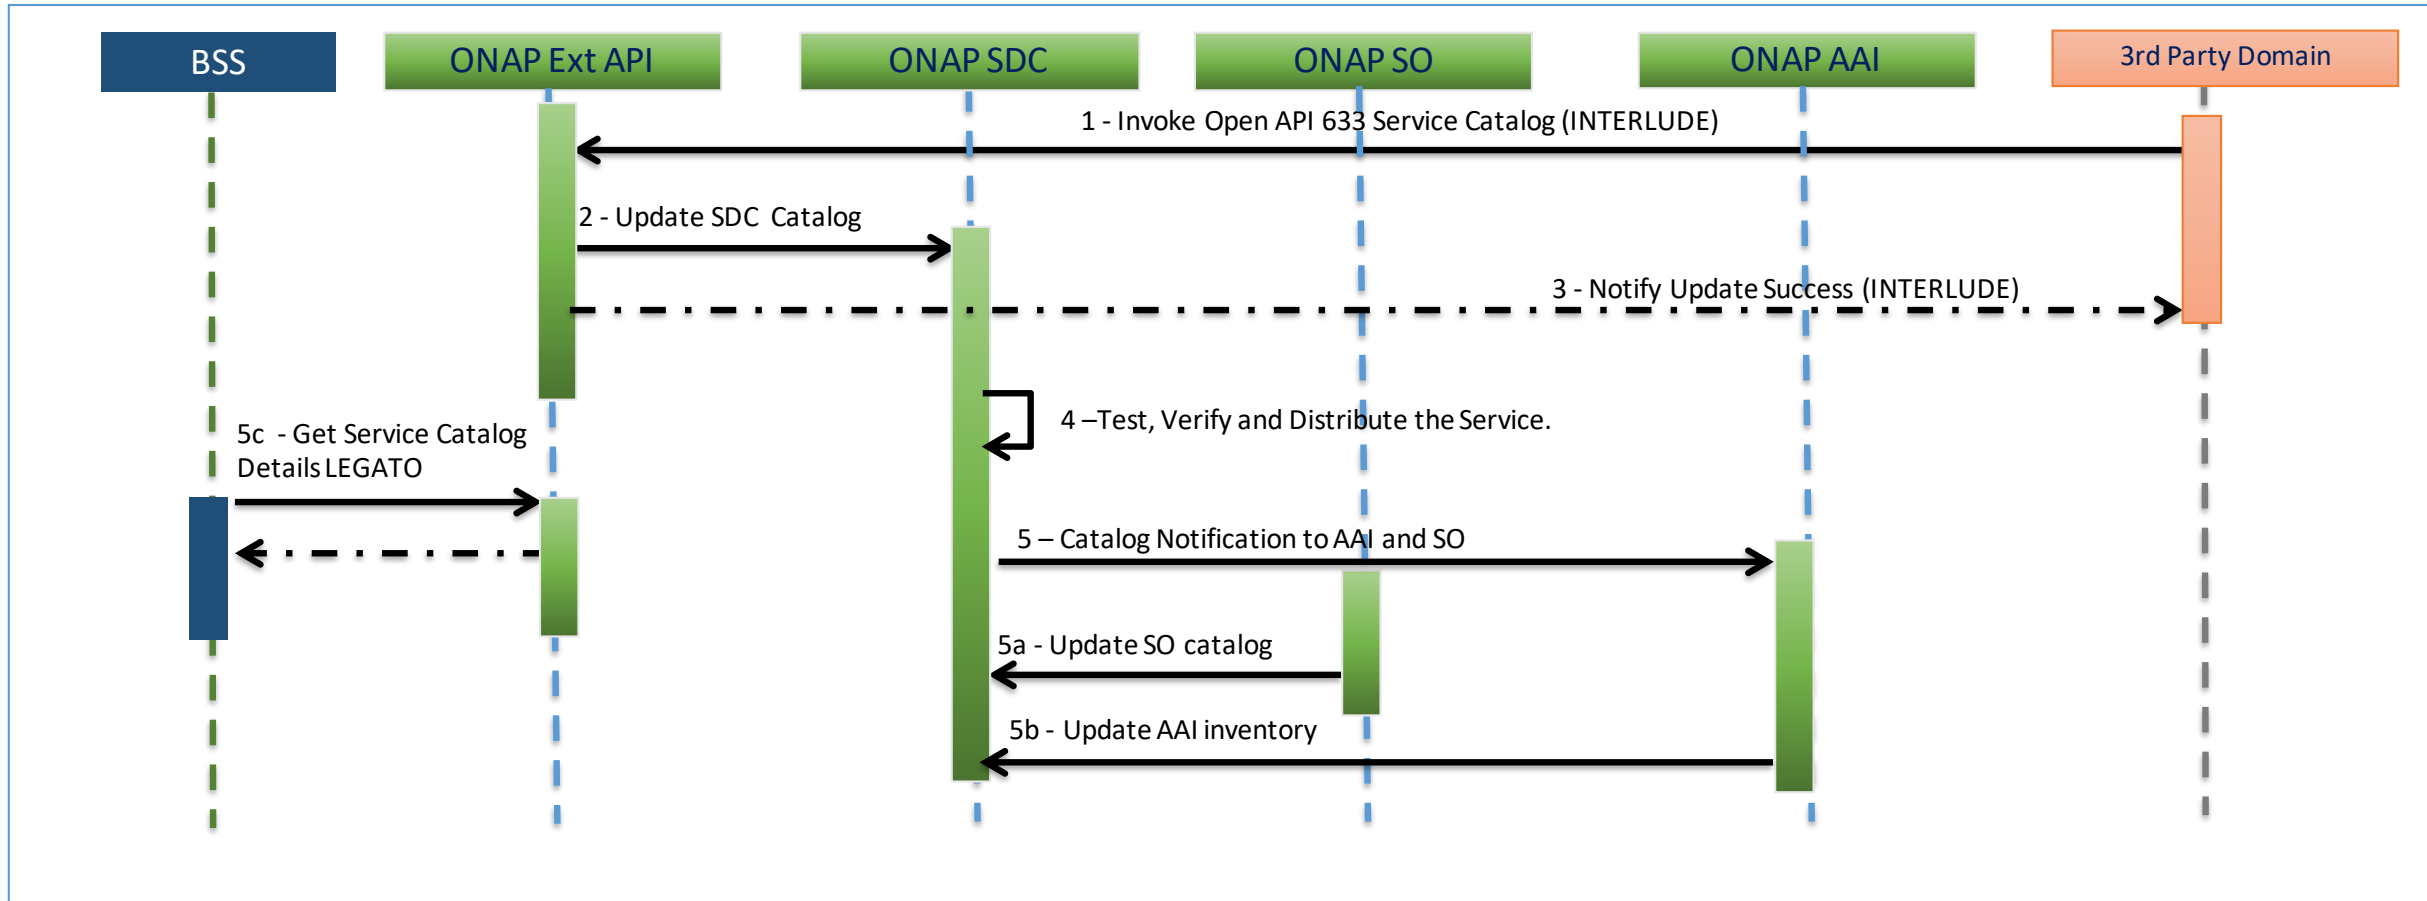 BSS
ONAP Ext API
ONAP SDC
ONAP SO
ONAP AAI
3rd Party Domain
1 - Invoke Open API 633 Service Catalog (INTERLUDE)
2 - Update SDC Catalog
3 - Notify Update Success (INTERLUDE)
4 –Test, Verify and Distribute the Service.
5c - Get Service Catalog
Details LEGATO
5 – Catalog Notification to AAI and SO
5a - Update SO catalog
5b - Update AAI inventory